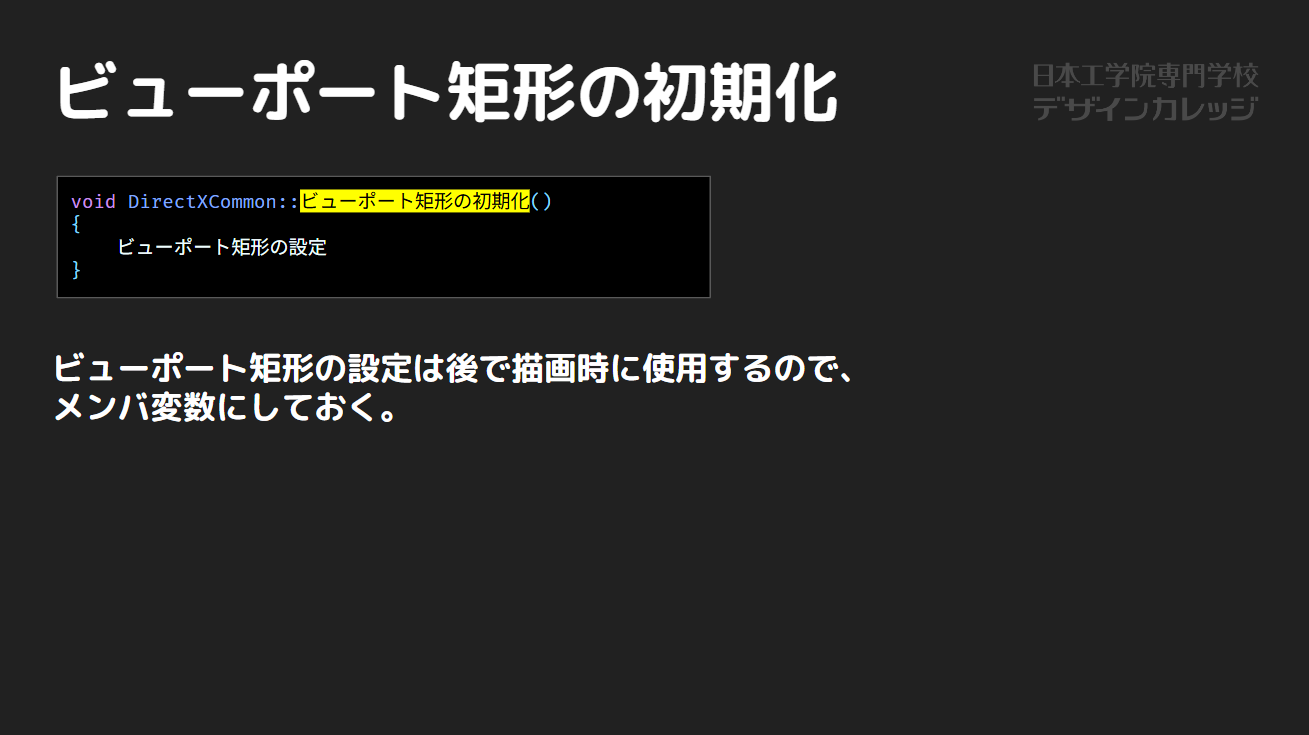 ビューポート矩形の初期化
日本工学院専門学校
デザインカレッジ
void DirectXCommon::ビューポート矩形の初期化()
{
    ビューポート矩形の設定
}
ビューポート矩形の設定は後で描画時に使用するので、
メンバ変数にしておく。